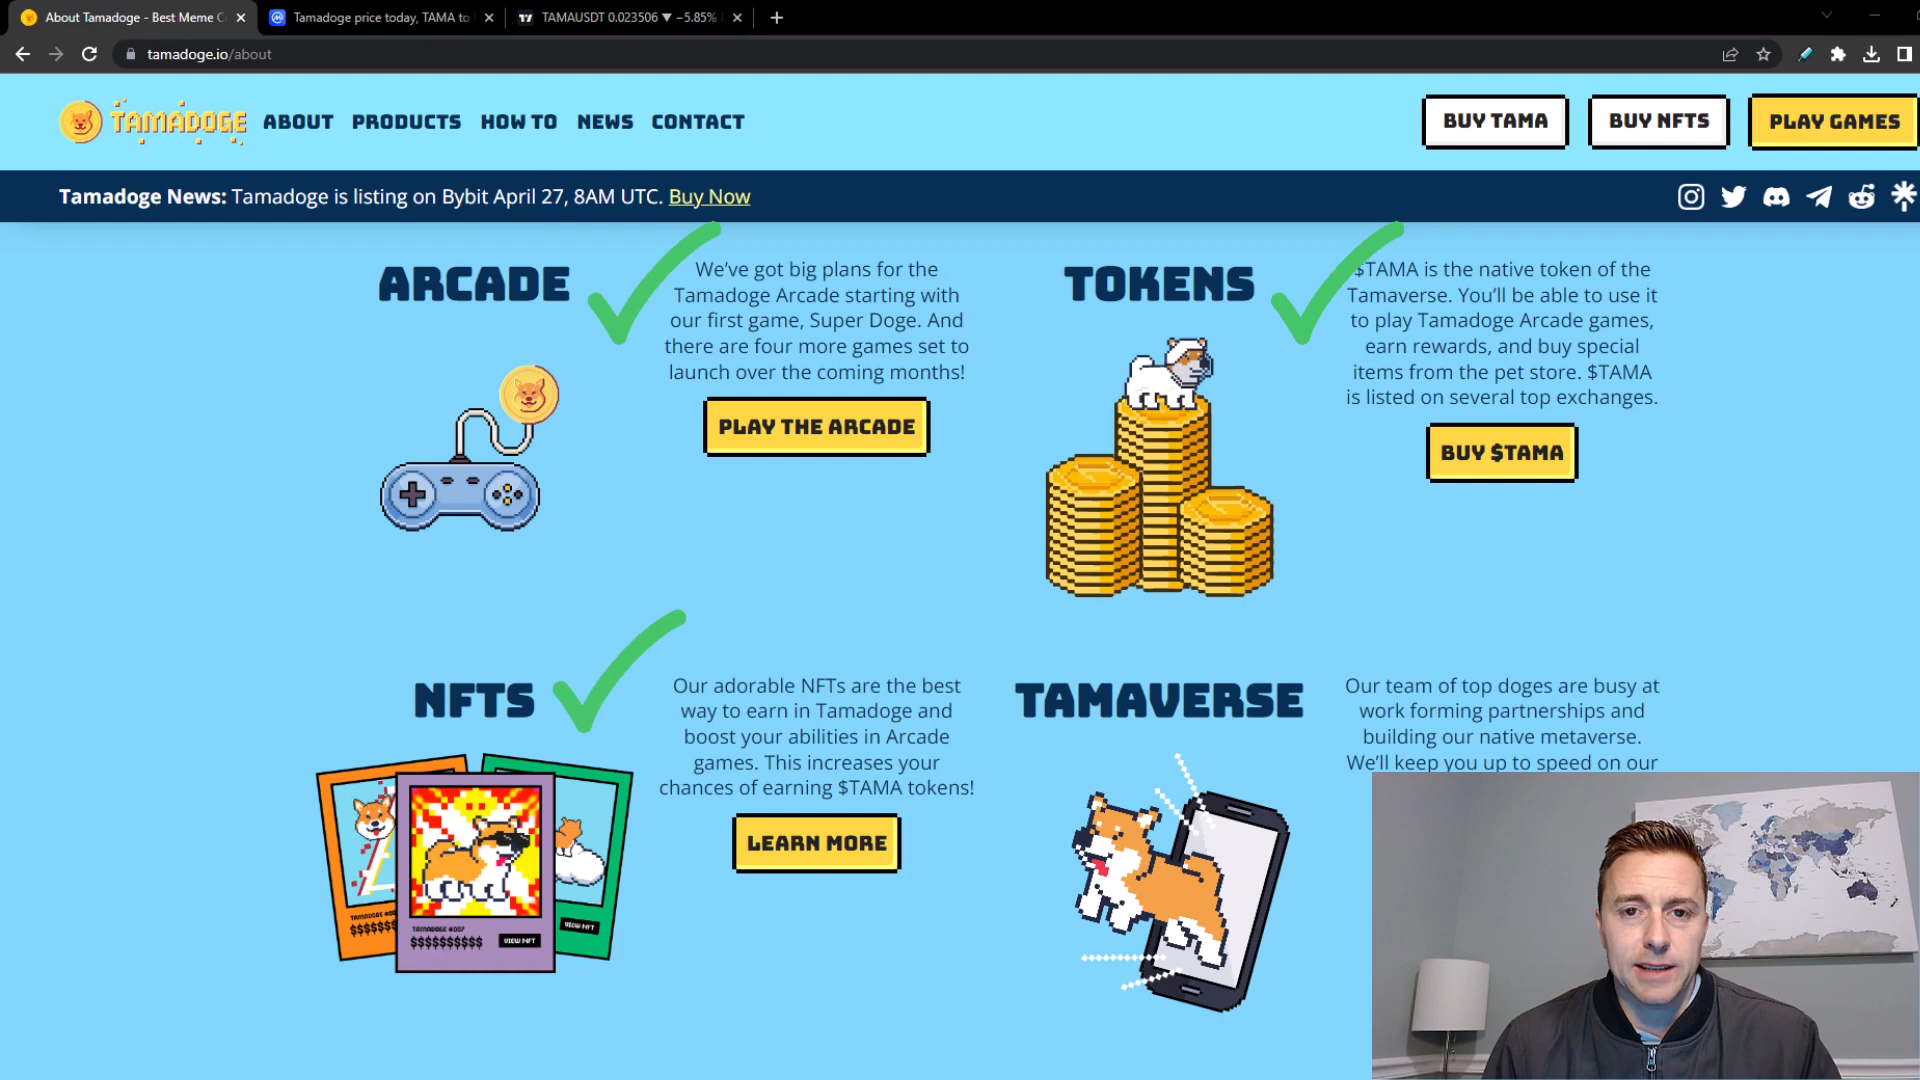 About Tamadoge - Best Meme C
Tamadoge price today, TAMA to
TAMAUSDT 0.023506 ▼ −5.85%
tamadoge.io/about
TAMADOGE
ABOUT
PRODUCTS
HOW TO
NEWS
CONTACT
BUY TAMA
BUY NFTS
PLAY GAMES
Tamadoge News: Tamadoge is listing on Bybit April 27, 8AM UTC. Buy Now
ARCADE
We've got big plans for the
Tamadoge Arcade starting with
our first game, Super Doge. And
there are four more games set to
launch over the coming months!
PLAY THE ARCADE
TOKENS
$TAMA is the native token of the
Tamaverse. You'll be able to use it
to play Tamadoge Arcade games,
earn rewards, and buy special
items from the pet store. $TAMA
is listed on several top exchanges.
BUY $TAMA
NFTS
Our adorable NFTs are the best
way to earn in Tamadoge and
boost your abilities in Arcade
games. This increases your
chances of earning $TAMA tokens!
LEARN MORE
TAMADOGE #007
$$$$$$$$$$
VIEW NFT
VIEW NFT
TAMAVERSE
Our team of top doges are busy at
work forming partnerships and
building our native metaverse.
We'll keep you up to speed on our